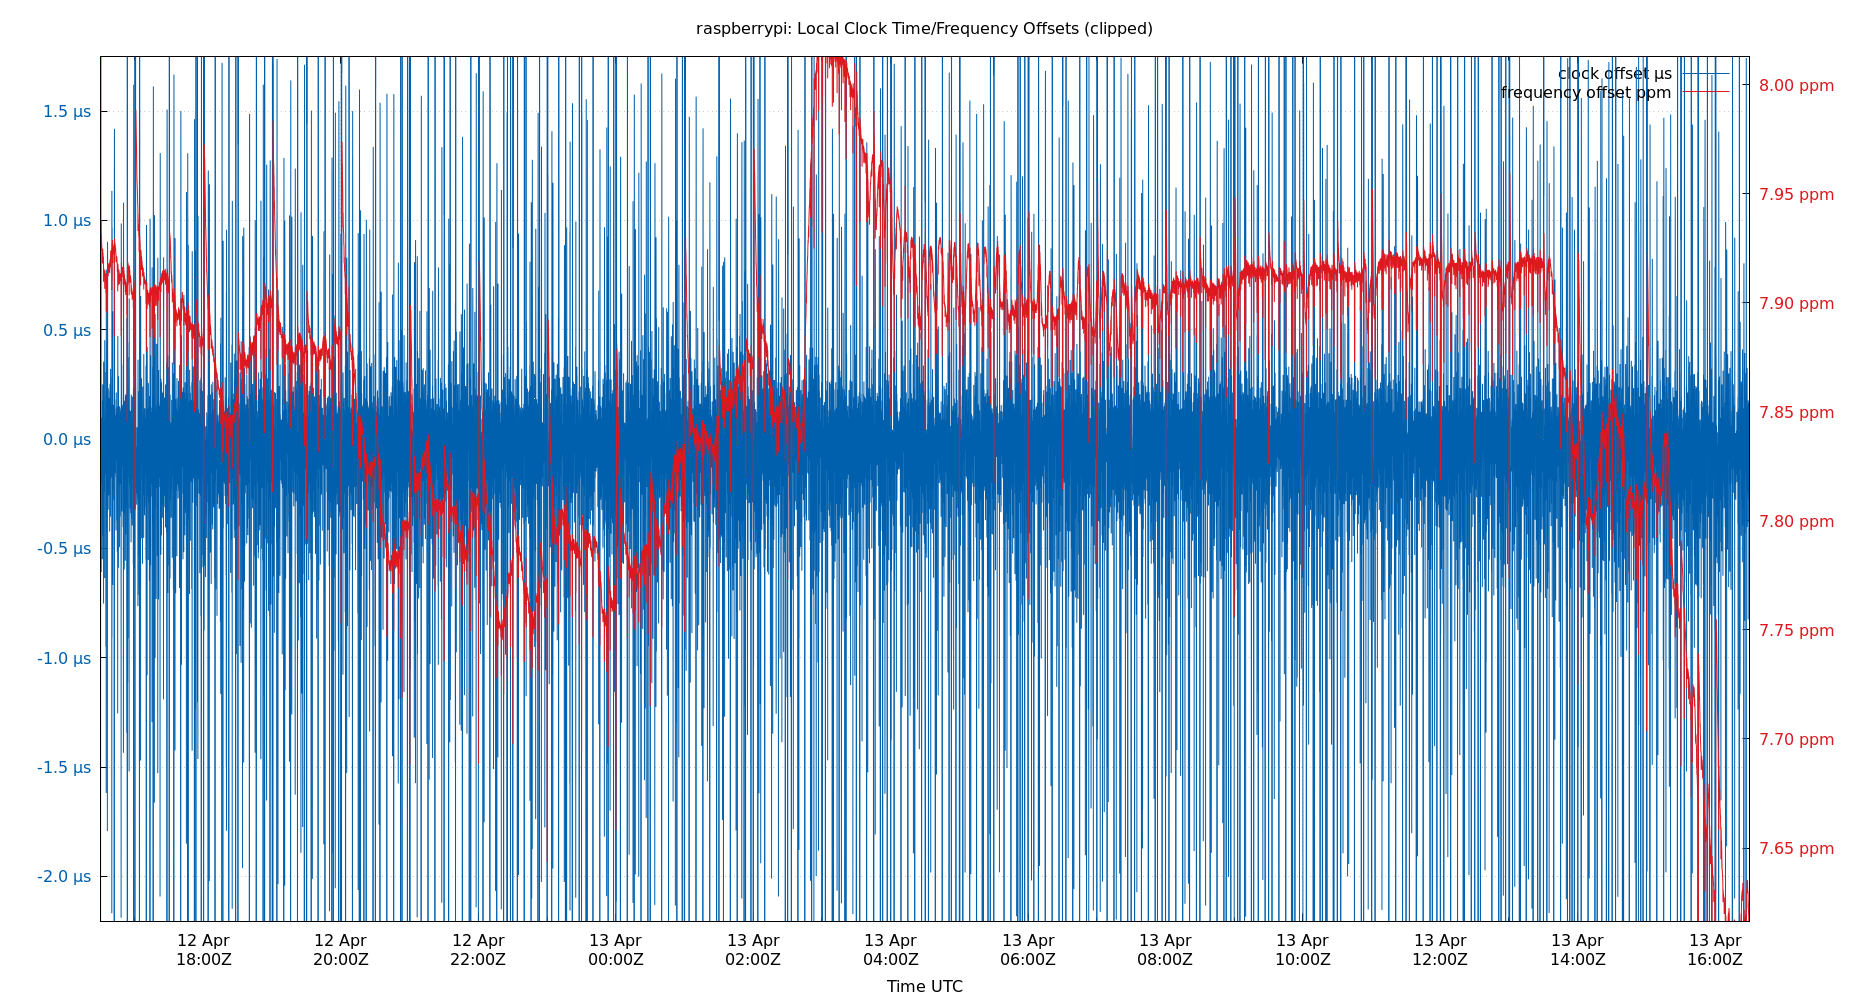 raspberrypi: Local Clock Time/Frequency Offsets (clipped)
clock offset µs
frequency offset ppm
1.5 µs
1.0 µs
0.5 µs
0.0 µs
-0.5 µs
-1.0 µs
-1.5 µs
-2.0 µs
8.00 ppm
7.95 ppm
7.90 ppm
7.85 ppm
7.80 ppm
7.75 ppm
7.70 ppm
7.65 ppm
12 Apr 12 Apr 12 Apr 13 Apr 13 Apr 13 Apr 13 Apr 13 Apr 13 Apr 13 Apr 13 Apr 13 Apr
18:00Z 20:00Z 22:00Z 00:00Z 02:00Z 04:00Z 06:00Z 08:00Z 10:00Z 12:00Z 14:00Z 16:00Z
Time UTC